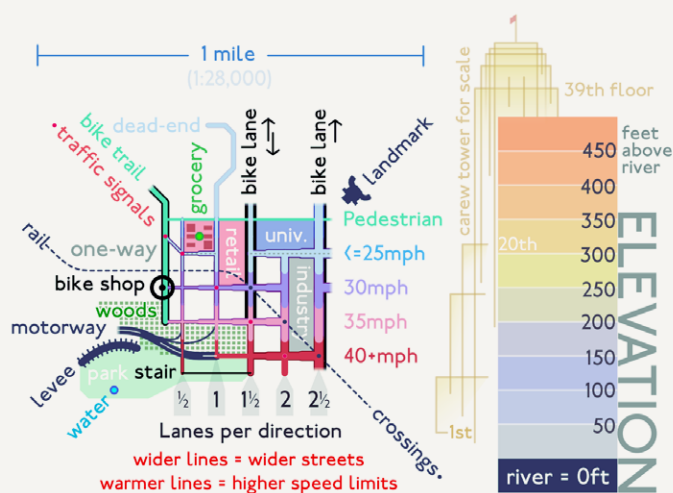 1 mile
(1:28,000)
dead-end
bike trail
traffic signals
grocery
bike lane
bike lane
landmark
Pedestrian
rail
one-way
retail
univ.
<=25mph
bike shop
industry
30mph
woods
35mph
motorway
40+mph
levee
park
stair
water
½ 1 1½ 2 2½
crossings
Lanes per direction
wider lines = wider streets
warmer lines = higher speed limits
carew tower for scale
39th floor
20th
1st
feet
above
river
450
400
350
300
250
200
150
100
50
river = 0ft
ELEVATION